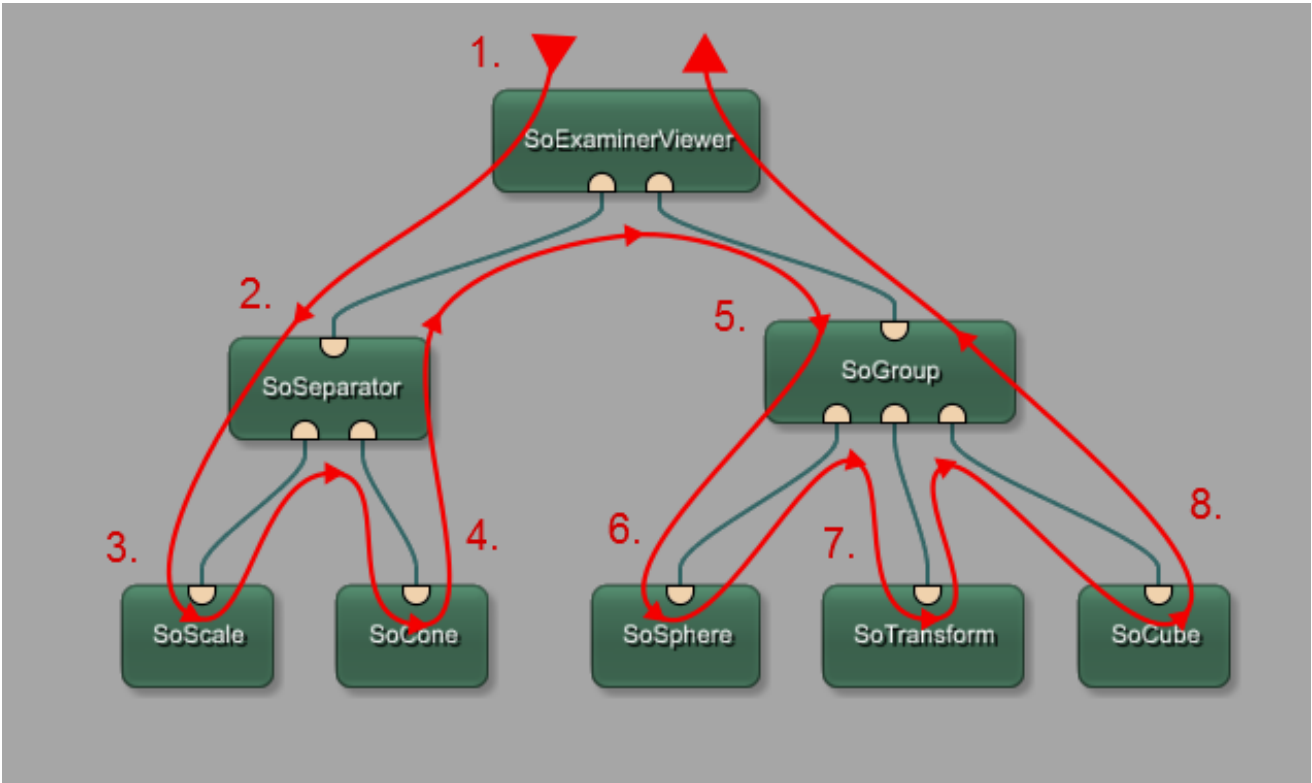 1.
SoExaminerViewer
2.
SoSeparator
5.
SoGroup
3.
SoScale
4.
SoCone
6.
SoSphere
7.
SoTransform
8.
SoCube